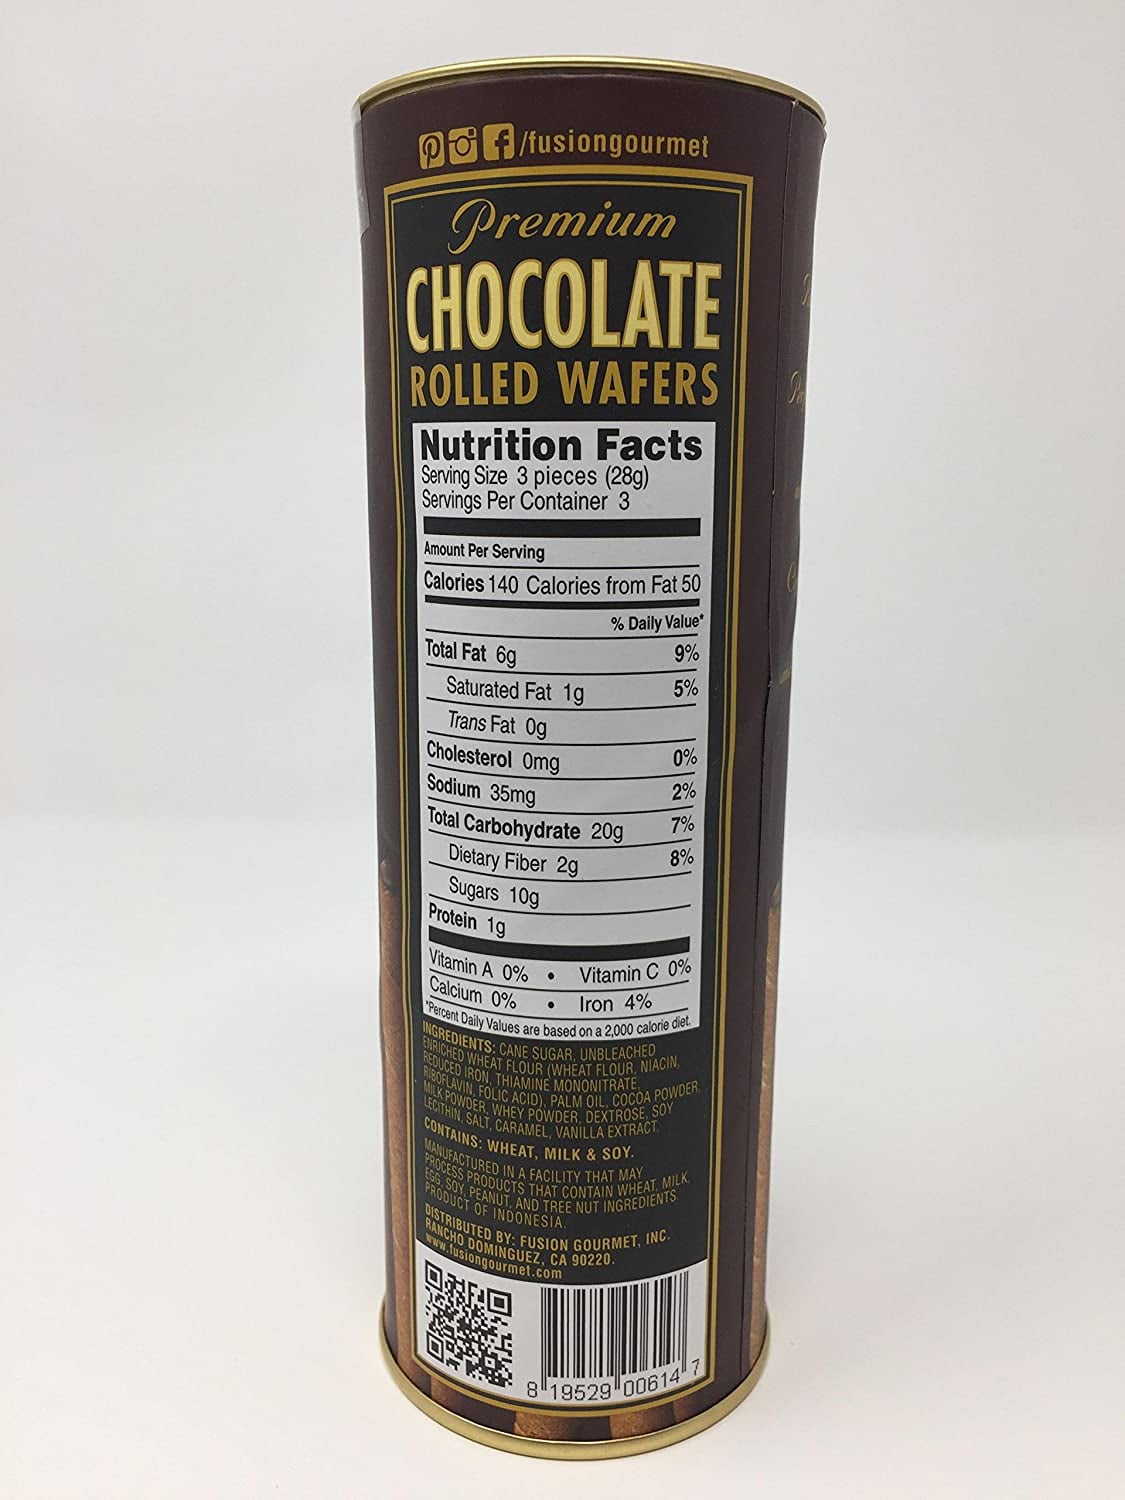 /fusiongourmet
Premium
CHOCOLATE
ROLLED WAFERS
Nutrition Facts
Serving Size 3 pieces (28g)
Servings Per Container 3
Amount Per Serving
Calories 140 Calories from Fat 50
% Daily Value*
Total Fat 6g 9%
Saturated Fat 1g 5%
Trans Fat 0g
Cholesterol 0mg 0%
Sodium 35mg 2%
Total Carbohydrate 20g 7%
Dietary Fiber 2g 8%
Sugars 10g
Protein 1g
Vitamin A 0% • Vitamin C 0%
Calcium 0% • Iron 4%
*Percent Daily Values are based on a 2,000 calorie diet.
INGREDIENTS: CANE SUGAR, UNBLEACHED
ENRICHED WHEAT FLOUR (WHEAT FLOUR, NIACIN,
REDUCED IRON, THIAMINE MONONITRATE,
RIBOFLAVIN, FOLIC ACID), PALM OIL, COCOA POWDER,
MILK POWDER, WHEY POWDER, DEXTROSE, SOY
LECITHIN, SALT, CARAMEL, VANILLA EXTRACT.
CONTAINS: WHEAT, MILK & SOY.
MANUFACTURED IN A FACILITY THAT MAY
PROCESS PRODUCTS THAT CONTAIN WHEAT, MILK,
EGG, SOY, PEANUT, AND TREE NUT INGREDIENTS
PRODUCT OF INDONESIA.
DISTRIBUTED BY: FUSION GOURMET, INC.
RANCHO DOMINGUEZ, CA 90220.
www.fusiongourmet.com
8 19529 00614 7